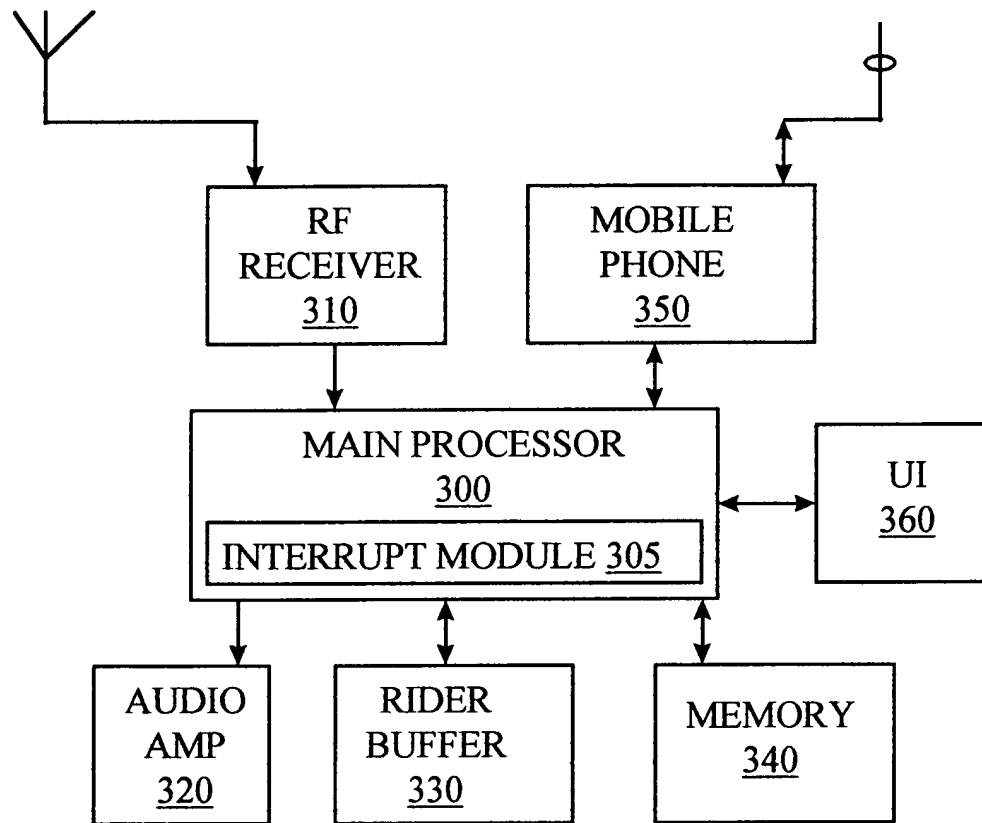 RF
RECEIVER
310
MOBILE
PHONE
350
MAIN PROCESSOR
300
INTERRUPT MODULE 305
UI
360
AUDIO
AMP
320
RIDER
BUFFER
330
MEMORY
340